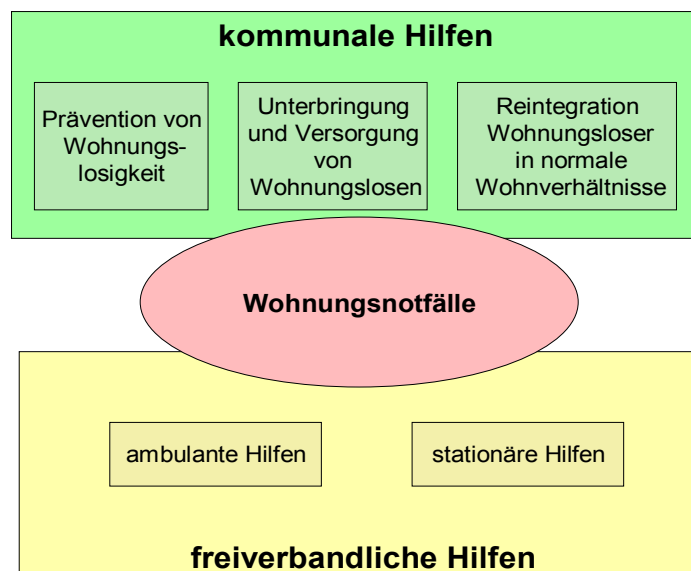 kommunale Hilfen
Prävention von
Wohnungs-
losigkeit
Unterbringung
und Versorgung
von
Wohnungslosen
Reintegration
Wohnungsloser
in normale
Wohnverhältnisse
Wohnungsnotfälle
ambulante Hilfen
stationäre Hilfen
freiverbandliche Hilfen